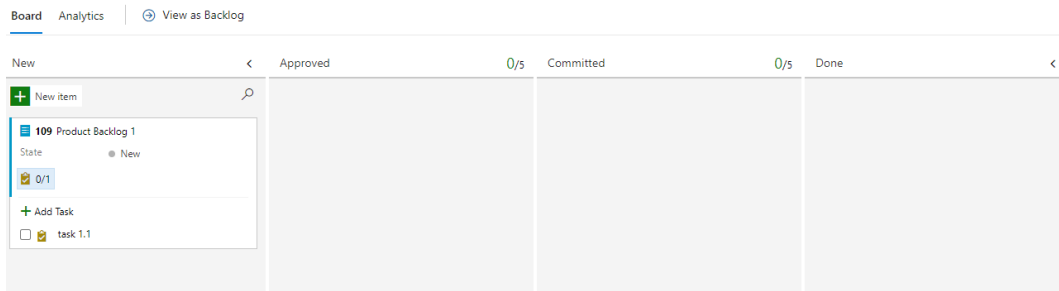 Board Analytics View as Backlog
New Approved 0/5 Committed 0/5 Done
New item
109 Product Backlog 1
State New
0/1
Add Task
task 1.1